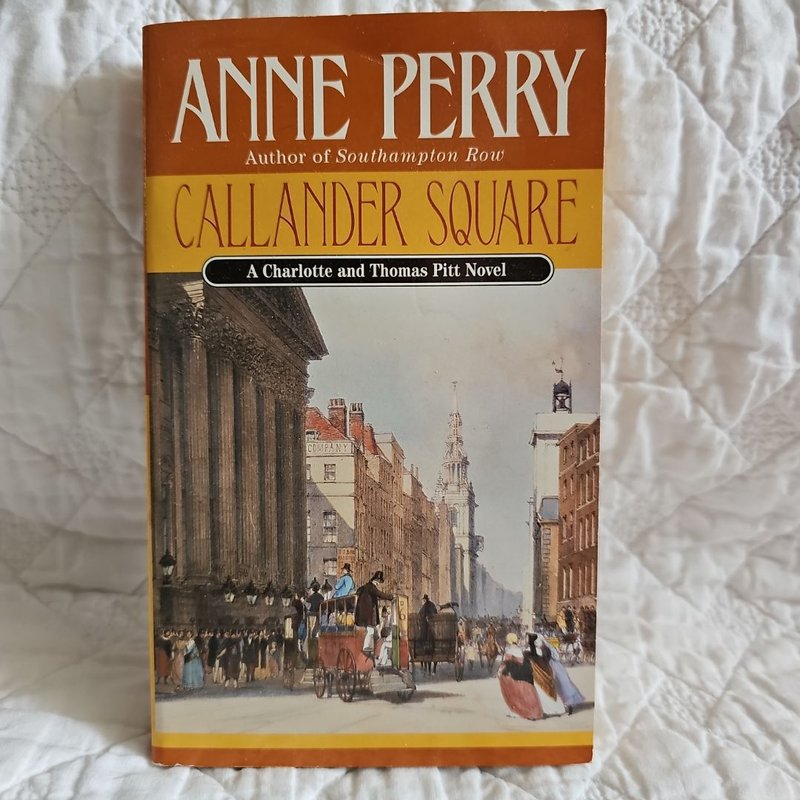 ANNE PERRY
Author of Southampton Row
CALLANDER SQUARE
A Charlotte and Thomas Pitt Novel
COMPANY